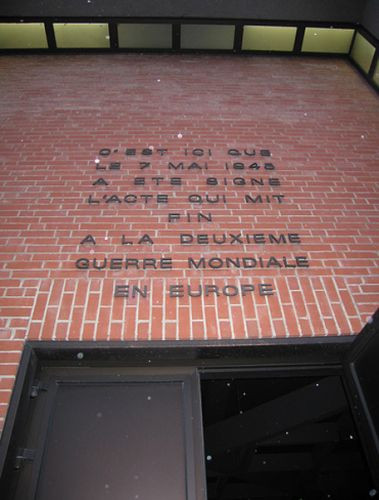 C'EST ICI QUE
LE 7 MAI 1945
A ETE SIGNE
L'ACTE QUI MIT
FIN
A LA DEUXIEME
GUERRE MONDIALE
EN EUROPE